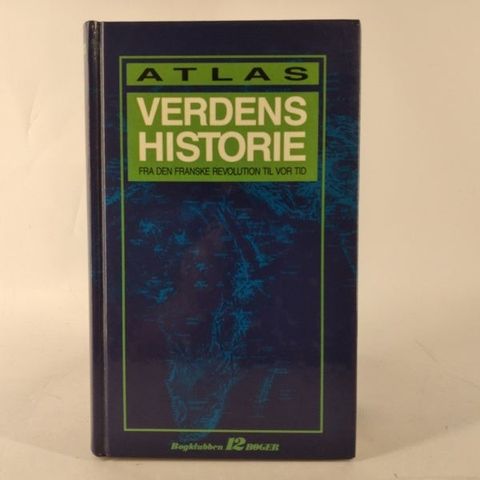 ATLAS
VERDENS
HISTORIE
FRA DEN FRANSKE REVOLUTION TIL VOR TID
Bogklubben 12 BØGER